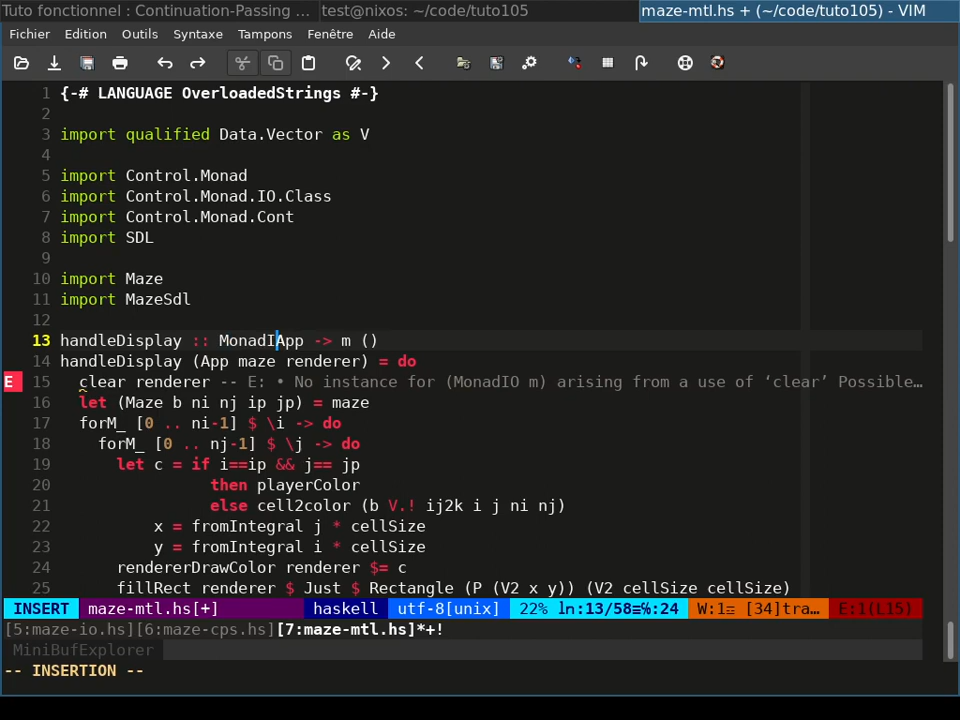 Tuto fonctionnel : Continuation-Passing ... test@nixos: ~/code/tuto105 maze-mtl.hs + (~/code/tuto105) - VIM
Fichier Edition Outils Syntaxe Tampons Fenêtre Aide
1 {-# LANGUAGE OverloadedStrings #-}
2
3 import qualified Data.Vector as V
4
5 import Control.Monad
6 import Control.Monad.IO.Class
7 import Control.Monad.Cont
8 import SDL
9
10 import Maze
11 import MazeSdl
12
13 handleDisplay :: MonadIApp -> m ()
14 handleDisplay (App maze renderer) = do
E 15 clear renderer -- E: • No instance for (MonadIO m) arising from a use of ‘clear’ Possible…
16 let (Maze b ni nj ip jp) = maze
17 forM_ [0 .. ni-1] $ \i -> do
18 forM_ [0 .. nj-1] $ \j -> do
19 let c = if i==ip && j== jp
20 then playerColor
21 else cell2color (b V.! ij2k i j ni nj)
22 x = fromIntegral j * cellSize
23 y = fromIntegral i * cellSize
24 rendererDrawColor renderer $= c
25 fillRect renderer $ Just $ Rectangle (P (V2 x y)) (V2 cellSize cellSize)
INSERT maze-mtl.hs[+] haskell utf-8[unix] 22% ln:13/58≡%:24 W:1≡ [34]tra… E:1(L15)
[5:maze-io.hs][6:maze-cps.hs][7:maze-mtl.hs]*+!
MiniBufExplorer
-- INSERTION --